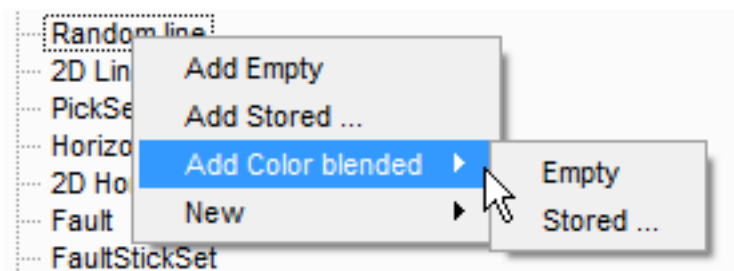 Random line
2D Lin
PickSe
Horizo
2D Ho
Fault
FaultStickSet
Add Empty
Add Stored ...
Add Color blended
New
Empty
Stored ...